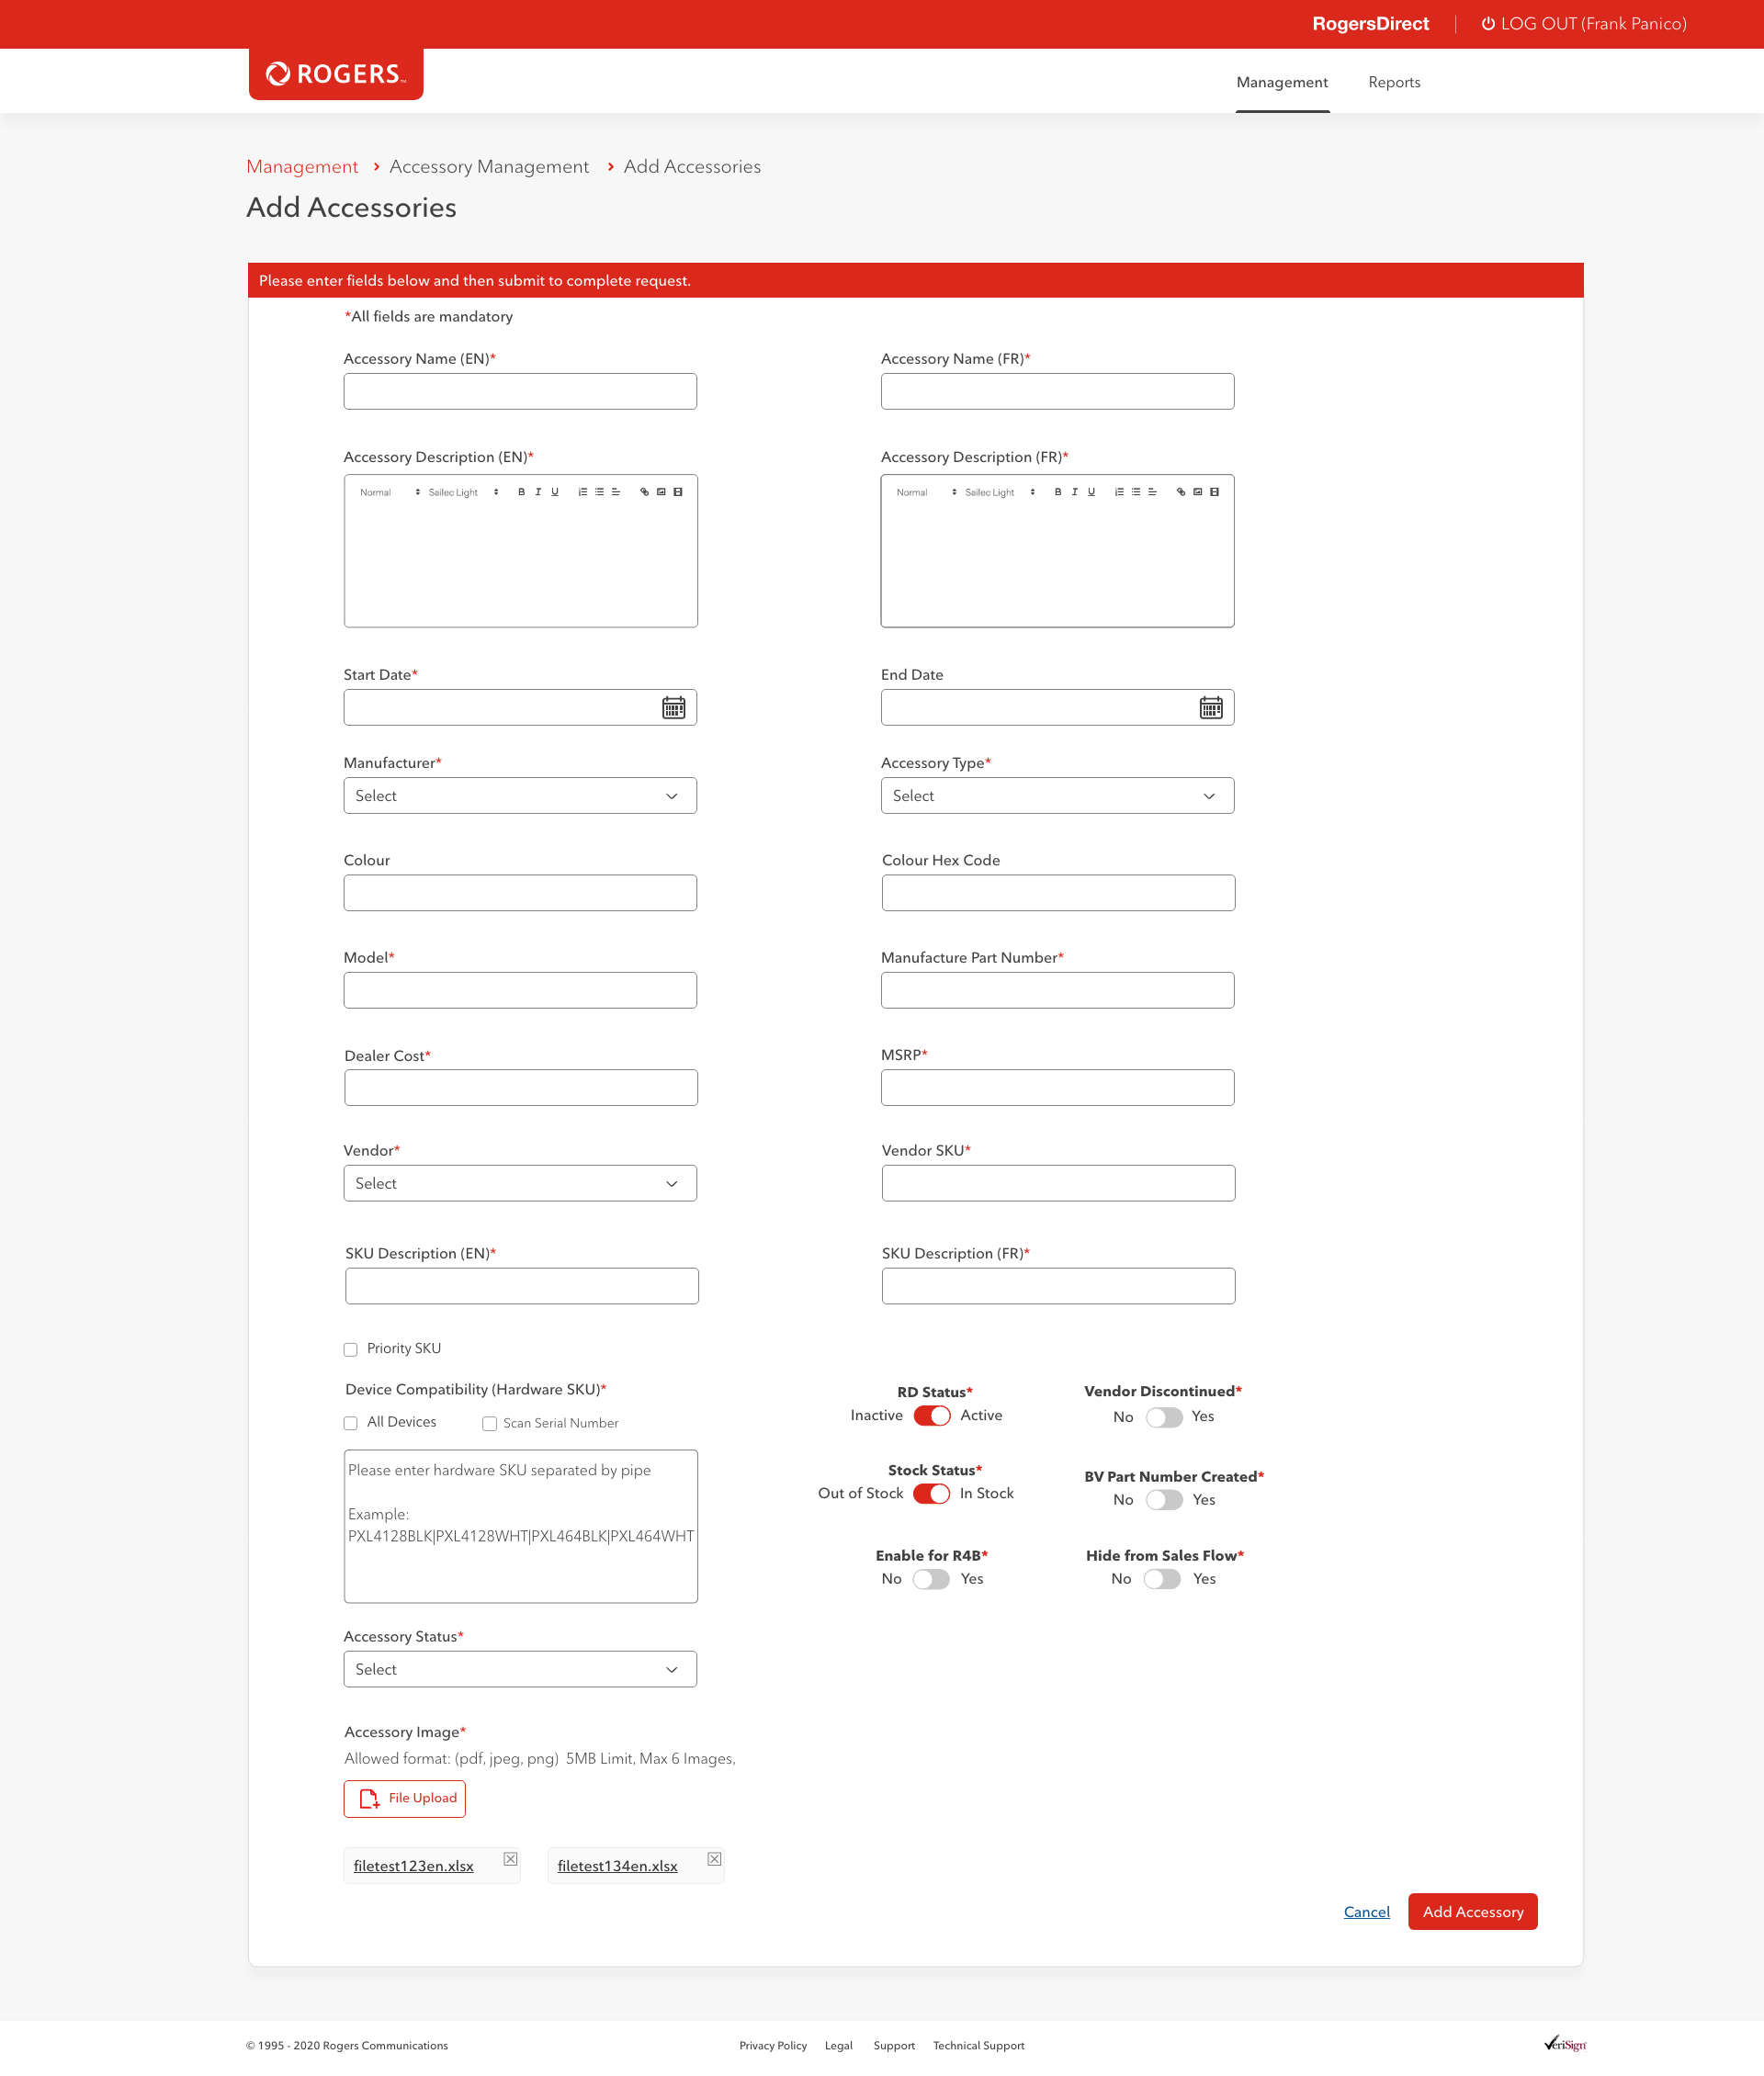 RogersDirect LOG OUT (Frank Panico)
ROGERS™
Management Reports
Management Accessory Management Add Accessories
Add Accessories
Please enter fields below and then submit to complete request.
*All fields are mandatory
Accessory Name (EN)* Accessory Name (FR)*
Accessory Description (EN)* Accessory Description (FR)*
Normal Sailec Light B I U Normal Sailec Light B I U
Start Date* End Date
Manufacturer* Accessory Type*
Select Select
Colour Colour Hex Code
Model* Manufacture Part Number*
Dealer Cost* MSRP*
Vendor* Vendor SKU*
Select
SKU Description (EN)* SKU Description (FR)*
Priority SKU
Device Compatibility (Hardware SKU)* RD Status* Vendor Discontinued*
All Devices Scan Serial Number Inactive Active No Yes
Please enter hardware SKU separated by pipe Stock Status* BV Part Number Created*
Out of Stock In Stock No Yes
Example:
PXL4128BLK|PXL4128WHT|PXL464BLK|PXL464WHT
Enable for R4B* Hide from Sales Flow*
No Yes No Yes
Accessory Status*
Select
Accessory Image*
Allowed format: (pdf, jpeg, png) 5MB Limit, Max 6 Images,
File Upload
filetest123en.xlsx filetest134en.xlsx
Cancel Add Accessory
© 1995 - 2020 Rogers Communications Privacy Policy Legal Support Technical Support VeriSign